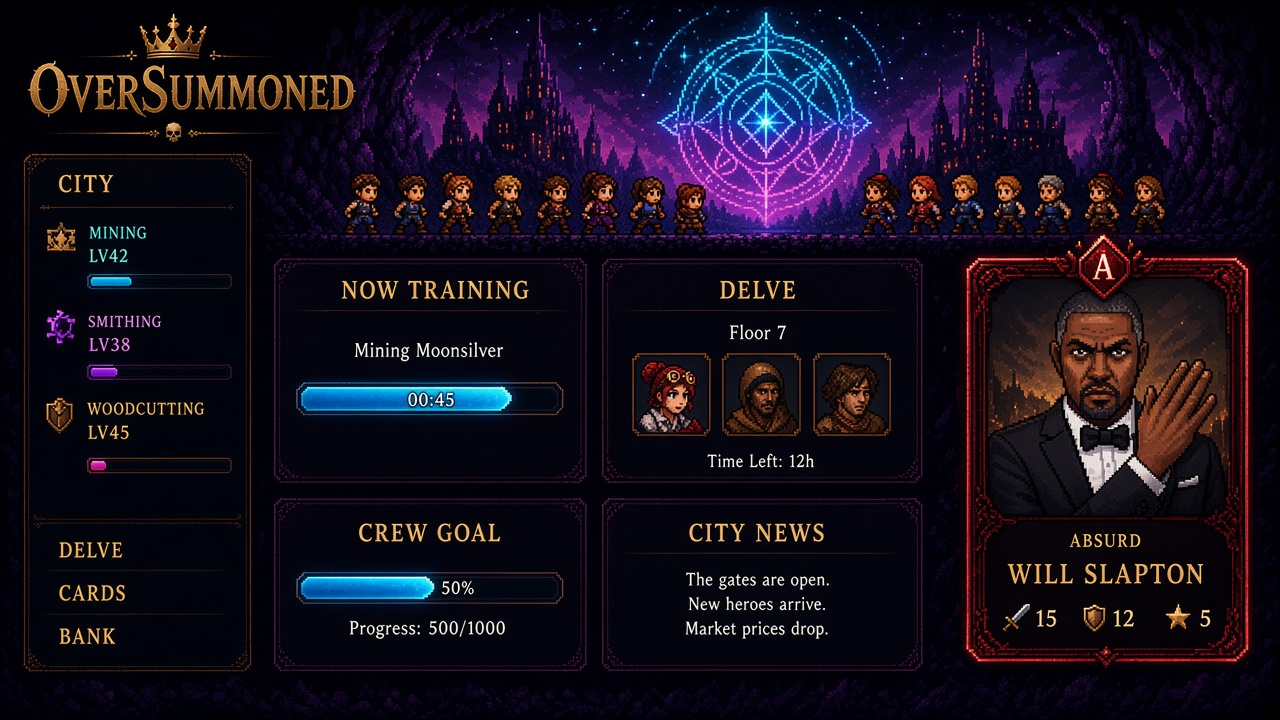 OVERSUMMONED
CITY
MINING
LV42
SMITHING
LV38
WOODCUTTING
LV45
DELVE
CARDS
BANK
NOW TRAINING
Mining Moonsilver
00:45
DELVE
Floor 7
Time Left: 12h
CREW GOAL
50%
Progress: 500/1000
CITY NEWS
The gates are open.
New heroes arrive.
Market prices drop.
A
ABSURD
WILL SLAPTON
15 12 5